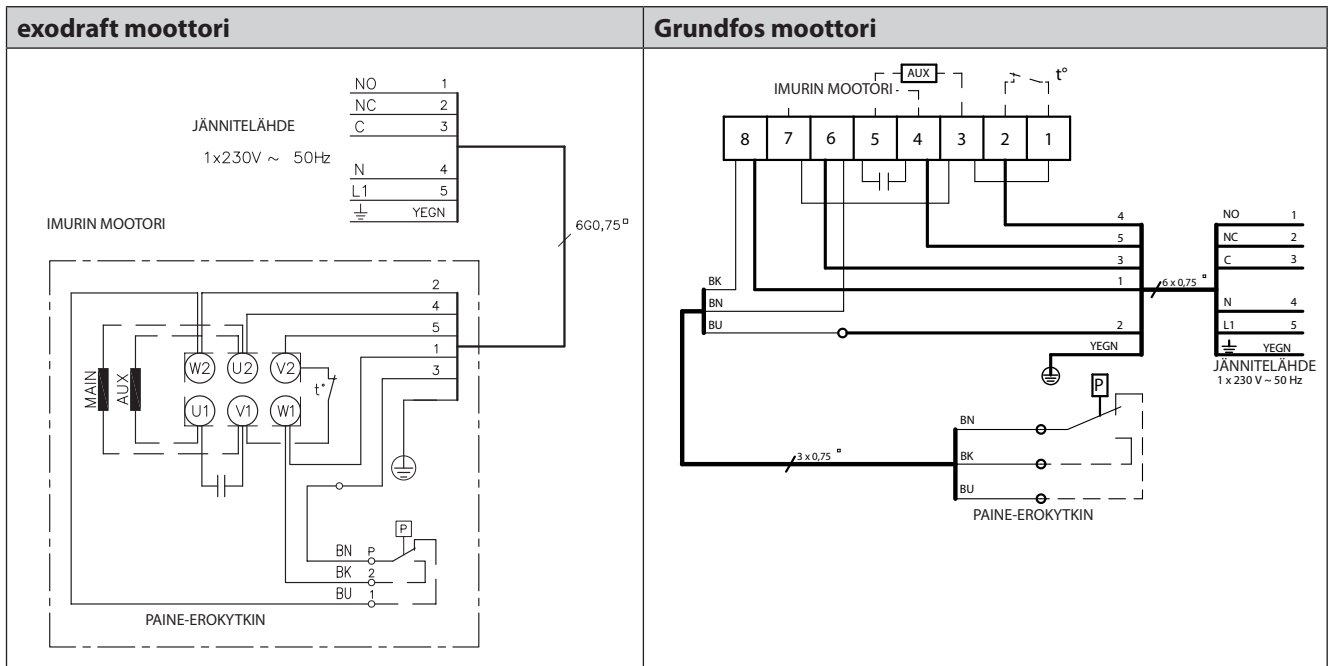 exodraft moottori
NO 1
NC 2
C 3
JÄNNITELÄHDE
1x230V ~ 50Hz
N 4
L1 5
YEGN
IMURIN MOOTORI
6G0,75
2
4
5
1
3
MAIN
AUX
W2 U2 V2
t°
U1 V1 W1
P
BN P
BK 2
BU 1
PAINE-EROKYTKIN
Grundfos moottori
AUX
t°
IMURIN MOOTORI
8 7 6 5 4 3 2 1
4
5
3
1
2
YEGN
BK
BN
BU
6 x 0,75
NO 1
NC 2
C 3
N 4
L1 5
YEGN
JÄNNITELÄHDE
1 x 230 V ~ 50 Hz
P
3 x 0,75
BN
BK
BU
PAINE-EROKYTKIN